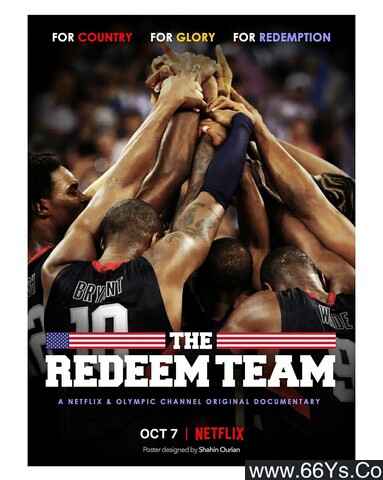 FOR COUNTRY FOR GLORY FOR REDEMPTION
BRYANT
10
WADE
9
THE
REDEEM TEAM
A NETFLIX & OLYMPIC CHANNEL ORIGINAL DOCUMENTARY
OCT 7 | NETFLIX
Poster designed by Shahin Ourian
www.66Ys.Co